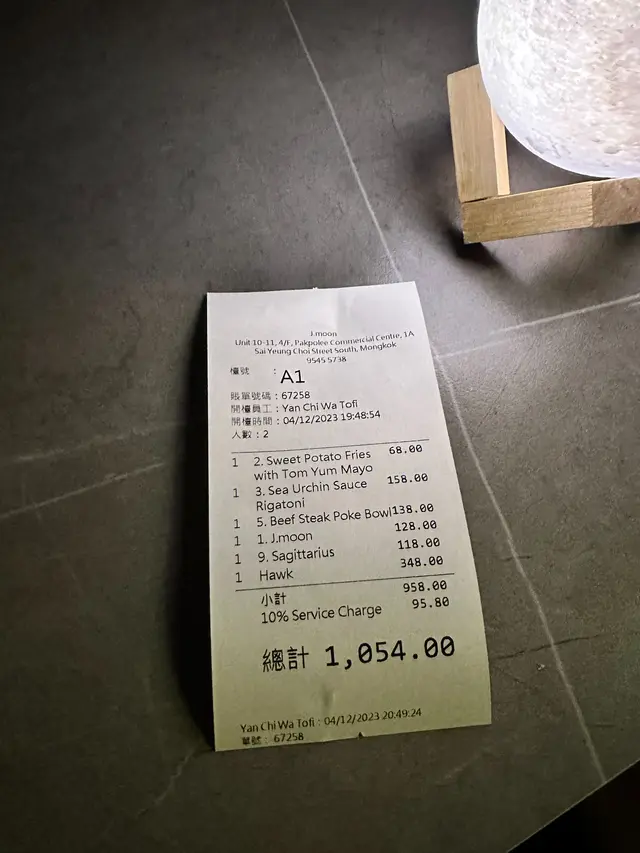 J.moon
Unit 10-11, 4/F, Pakpolee Commercial Centre, 1A
Sai Yeung Choi Street South, Mongkok
9545 5738
檯號 : A1
賬單號碼 : 67258
開檯員工 : Yan Chi Wa Tofi
開檯時間 : 04/12/2023 19:48:54
人數 : 2
1 2. Sweet Potato Fries 68.00
with Tom Yum Mayo
1 3. Sea Urchin Sauce 158.00
Rigatoni
1 5. Beef Steak Poke Bowl 138.00
1 1. J.moon 128.00
1 9. Sagittarius 118.00
1 Hawk 348.00
小計 958.00
10% Service Charge 95.80
總計 1,054.00
Yan Chi Wa Tofi : 04/12/2023 20:49:24
單號 : 67258